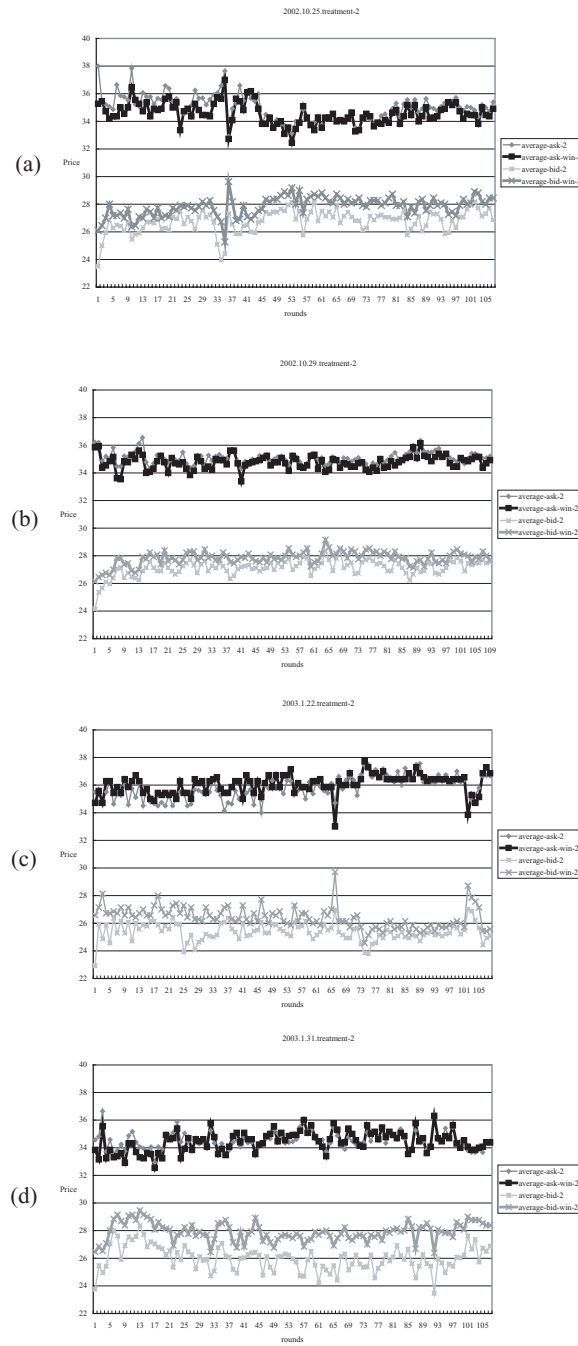 2002.10.25.treatment-2
40
38
36
34
32
30
28
26
24
22
(a)
Price
average-ask-2
average-ask-win-2
average-bid-2
average-bid-win-2
1 5 9 13 17 21 25 29 33 37 41 45 49 53 57 61 65 69 73 77 81 85 89 93 97 101 105
rounds
2002.10.29.treatment-2
40
38
36
34
32
30
28
26
24
22
(b)
Price
average-ask-2
average-ask-win-2
average-bid-2
average-bid-win-2
1 5 9 13 17 21 25 29 33 37 41 45 49 53 57 61 65 69 73 77 81 85 89 93 97 101 105 109
rounds
2003.1.22.treatment-2
40
38
36
34
32
30
28
26
24
22
(c)
Price
average-ask-2
average-ask-win-2
average-bid-2
average-bid-win-2
1 5 9 13 17 21 25 29 33 37 41 45 49 53 57 61 65 69 73 77 81 85 89 93 97 101 105
rounds
2003.1.31.treatment-2
40
38
36
34
32
30
28
26
24
22
(d)
Price
average-ask-2
average-ask-win-2
average-bid-2
average-bid-win-2
1 5 9 13 17 21 25 29 33 37 41 45 49 53 57 61 65 69 73 77 81 85 89 93 97 101 105
rounds